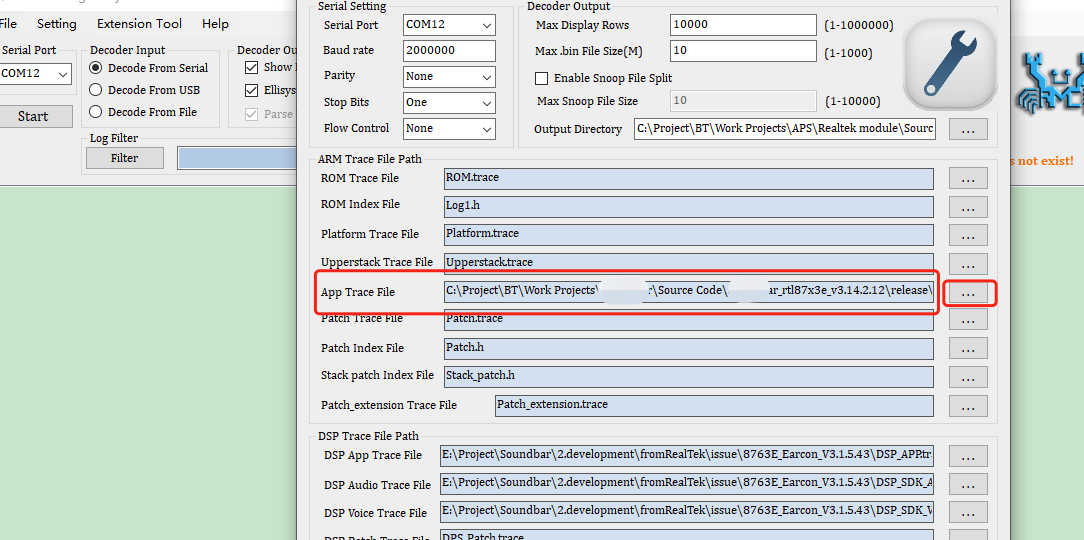 File Setting Extension Tool Help
Serial Port
COM12
Start
Decoder Input
Decode From Serial
Decode From USB
Decode From File
Decoder Ou
Show
Ellisys
Parse
Log Filter
Filter
Serial Setting
Serial Port COM12
Baud rate 2000000
Parity None
Stop Bits One
Flow Control None
Decoder Output
Max Display Rows 10000 (1-1000000)
Max .bin File Size(M) 10 (1-1000)
Enable Snoop File Split
Max Snoop File Size 10 (1-10000)
Output Directory C:\Project\BT\Work Projects\APS\Realtek module\Sourc ...
s not exist!
ARM Trace File Path
ROM Trace File ROM.trace ...
ROM Index File Log1.h ...
Platform Trace File Platform.trace ...
Upperstack Trace File Upperstack.trace ...
App Trace File C:\Project\BT\Work Projects\ r\Source Code\ ar_rtl87x3e_v3.14.2.12\release\ ...
Patch Trace File Patch.trace ...
Patch Index File Patch.h ...
Stack patch Index File Stack_patch.h ...
Patch_extension Trace File Patch_extension.trace ...
DSP Trace File Path
DSP App Trace File E:\Project\Soundbar\2.development\fromRealTek\issue\8763E_Earcon_V3.1.5.43\DSP_APPtr ...
DSP Audio Trace File E:\Project\Soundbar\2.development\fromRealTek\issue\8763E_Earcon_V3.1.5.43\DSP_SDK_A ...
DSP Voice Trace File E:\Project\Soundbar\2.development\fromRealTek\issue\8763E_Earcon_V3.1.5.43\DSP_SDK_V ...
DSP Patch Trace File DPS_Patch.trace